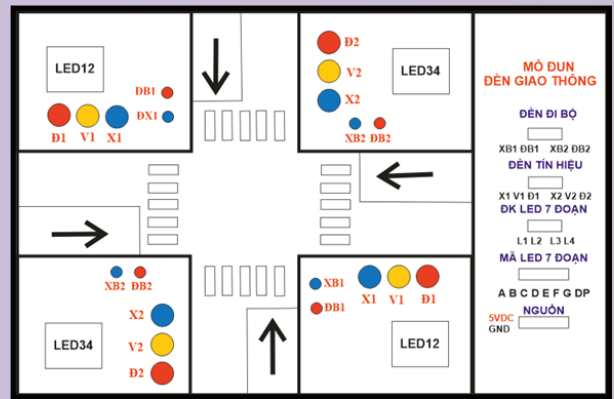 LED12
ĐB1
ĐX1
Đ1 V1 X1
Đ2
V2
X2
XB2 ĐB2
LED34
XB2 ĐB2
X2
V2
Đ2
LED34
XB1
ĐB1
X1 V1 Đ1
LED12
MÔ ĐUN
ĐÈN GIAO THÔNG
ĐÈN ĐI BỘ
XB1 ĐB1 XB2 ĐB2
ĐÈN TÍN HIỆU
X1 V1 Đ1 X2 V2 Đ2
ĐK LED 7 ĐOẠN
L1 L2 L3 L4
MÃ LED 7 ĐOẠN
A B C D E F G DP
NGUỒN
5VDC
GND